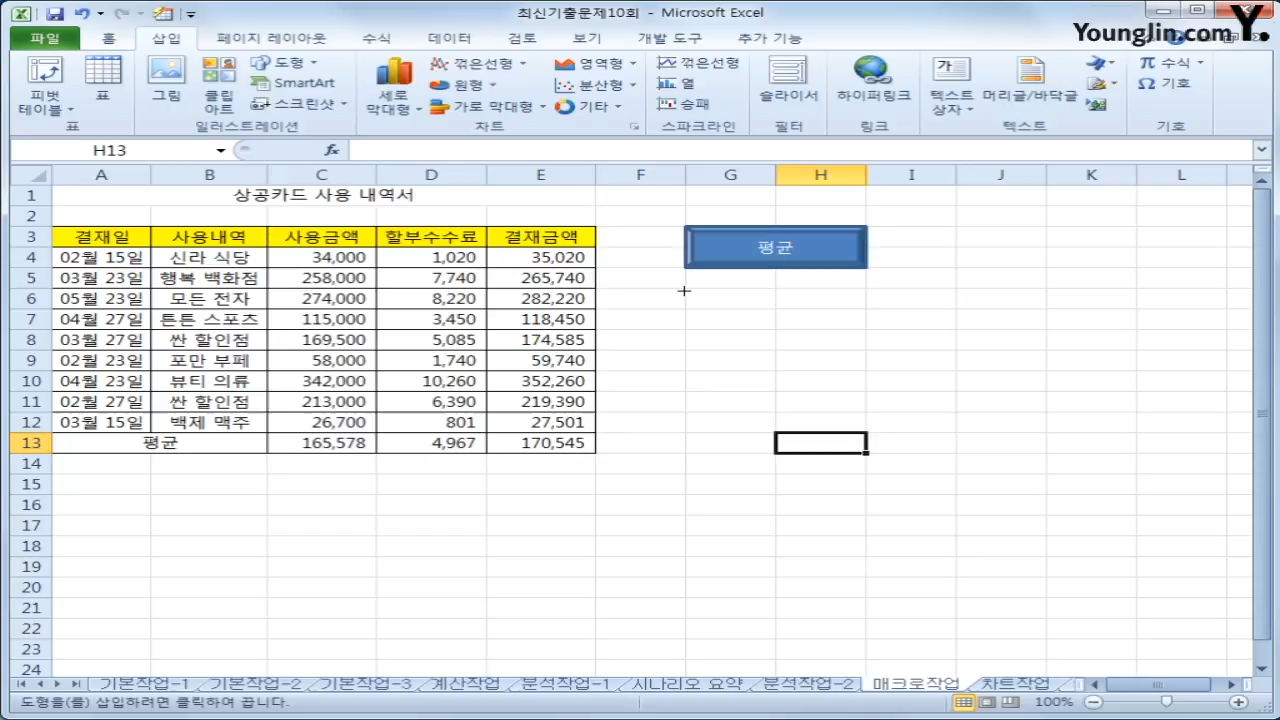 최신기출문제10회 - Microsoft Excel
Younglin.com Y.
파일 홈 삽입 페이지 레이아웃 수식 데이터 검토 보기 개발 도구 추가 기능
피벗 테이블 표 그림 클립 아트 도형 SmartArt 스크린샷 세로 막대형 꺾은선형 원형 가로 막대형 영역형 분산형 기타 꺾은선형 열 승패 슬라이서 하이퍼링크 텍스트 상자 머리글/바닥글 수식 기호
표 일러스트레이션 차트 스파크라인 필터 링크 텍스트 기호
H13 fx
A B C D E F G H I J K L
1 상공카드 사용 내역서
2
3 결재일 사용내역 사용금액 할부수수료 결재금액 평균
4 02월 15일 신라 식당 34,000 1,020 35,020
5 03월 23일 행복 백화점 258,000 7,740 265,740
6 05월 23일 모든 전자 274,000 8,220 282,220
7 04월 27일 튼튼 스포츠 115,000 3,450 118,450
8 03월 27일 싼 할인점 169,500 5,085 174,585
9 02월 23일 포만 부페 58,000 1,740 59,740
10 04월 23일 뷰티 의류 342,000 10,260 352,260
11 02월 27일 싼 할인점 213,000 6,390 219,390
12 03월 15일 백제 맥주 26,700 801 27,501
13 평균 165,578 4,967 170,545
14
15
16
17
18
19
20
21
22
23
24
기본작업-1 기본작업-2 기본작업-3 계산작업 분석작업-1 시나리오 요약 분석작업-2 매크로작업 차트작업
도형을(를) 삽입하려면 클릭하여 끕니다. 100%